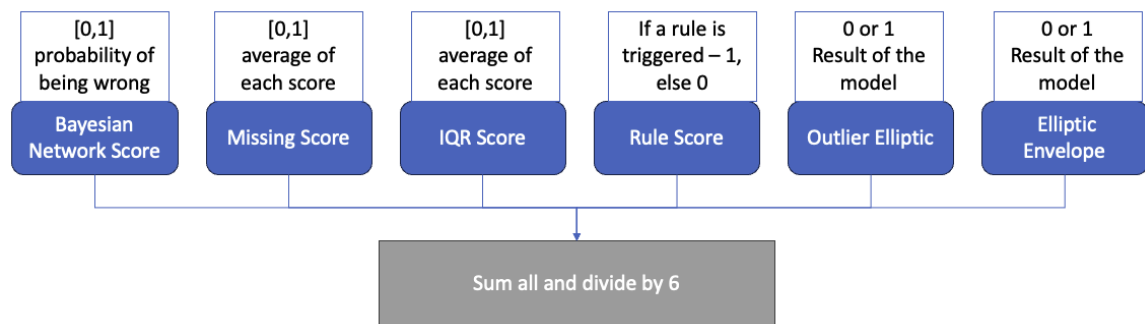 [0,1]
probability of
being wrong
Bayesian
Network Score
[0,1]
average of
each score
Missing Score
[0,1]
average of
each score
IQR Score
If a rule is
triggered – 1,
else 0
Rule Score
0 or 1
Result of the
model
Outlier Elliptic
0 or 1
Result of the
model
Elliptic
Envelope
Sum all and divide by 6